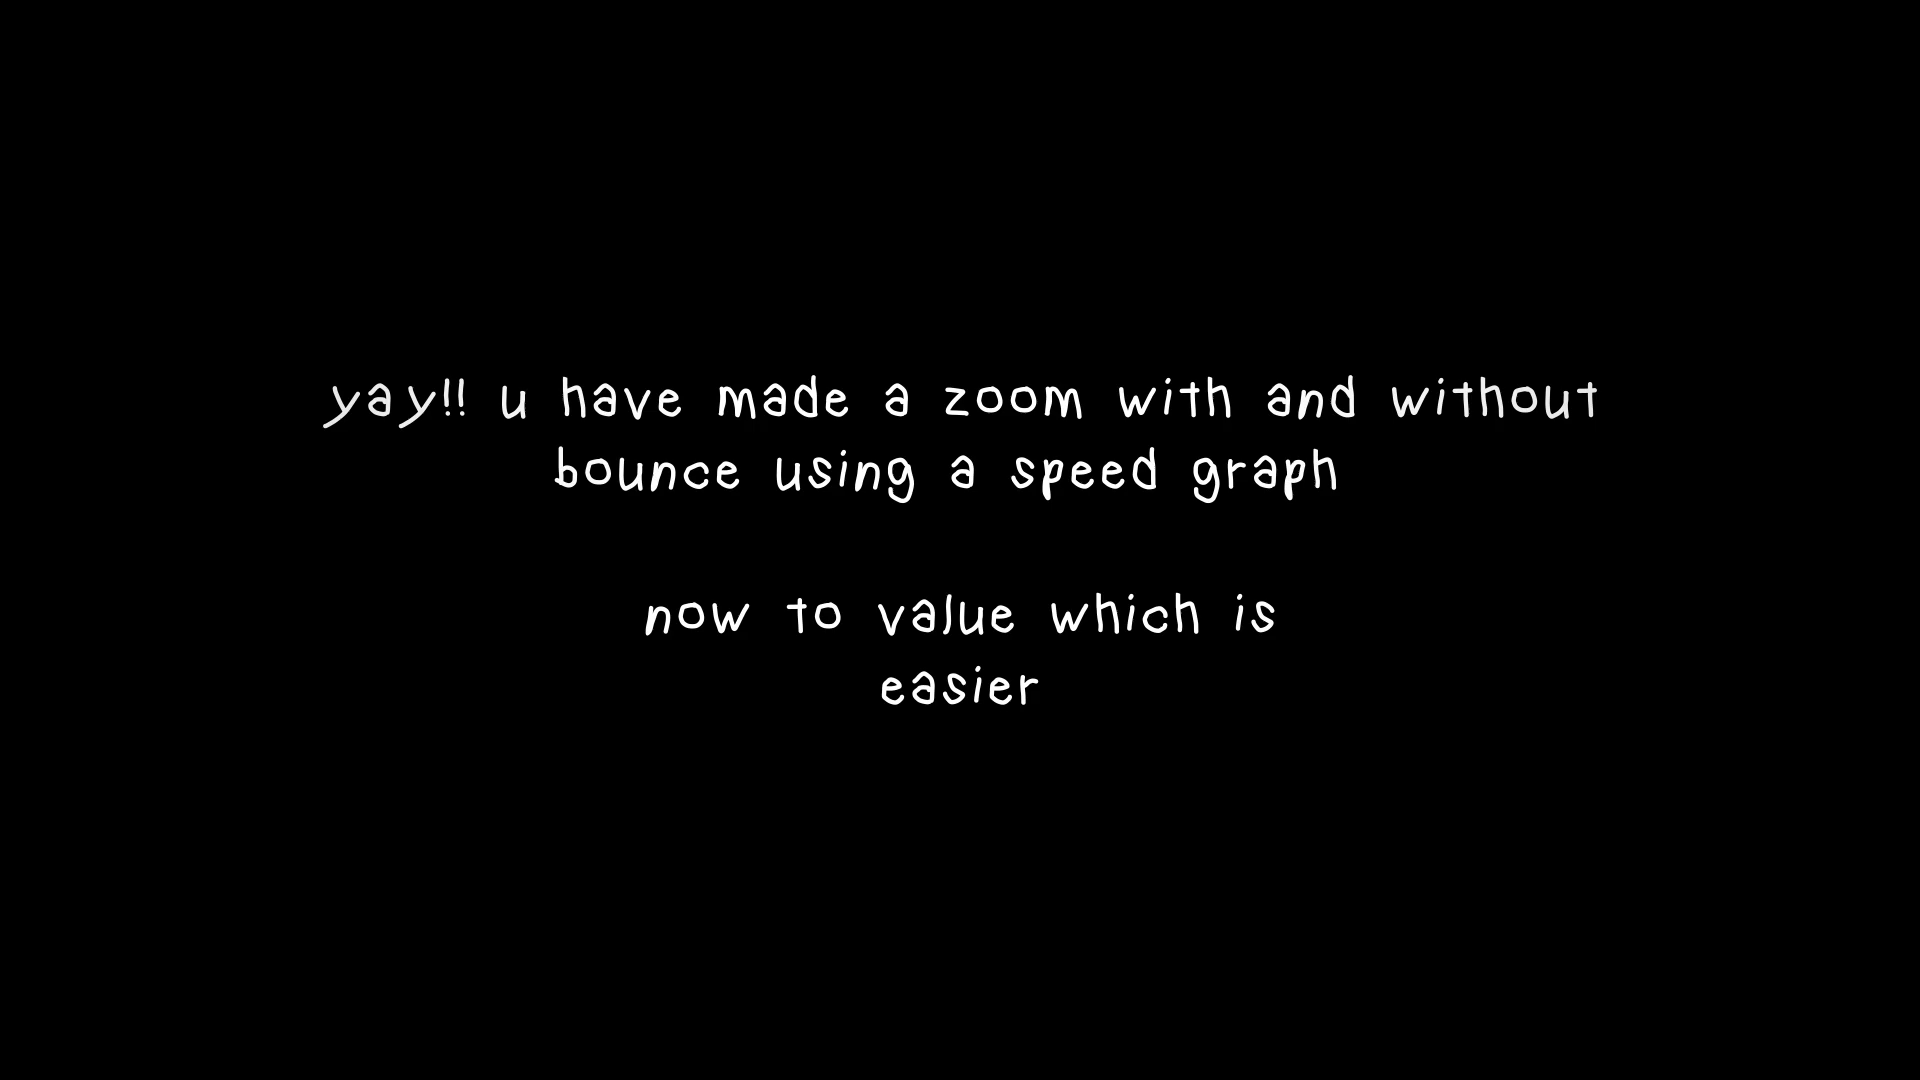 yay!! u have made a zoom with and without
bounce using a speed graph
now to value which is
easier